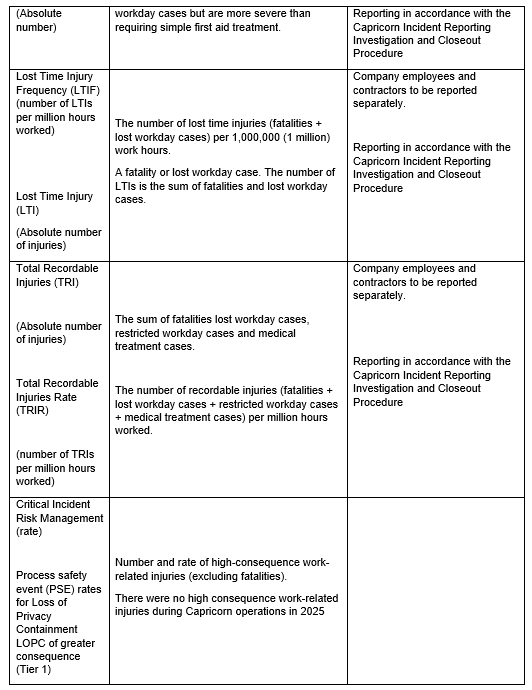 (Absolute
number)
workday cases but are more severe than
requiring simple first aid treatment.
Reporting in accordance with the
Capricorn Incident Reporting
Investigation and Closeout
Procedure
Lost Time Injury
Frequency (LTIF)
(number of LTIs
per million hours
worked)
Lost Time Injury
(LTI)
(Absolute number
of injuries)
The number of lost time injuries (fatalities +
lost workday cases) per 1,000,000 (1 million)
work hours.
A fatality or lost workday case. The number of
LTIs is the sum of fatalities and lost workday
cases.
Company employees and
contractors to be reported
separately.
Reporting in accordance with the
Capricorn Incident Reporting
Investigation and Closeout
Procedure
Total Recordable
Injuries (TRI)
(Absolute number
of injuries)
Total Recordable
Injuries Rate
(TRIR)
(number of TRIs
per million hours
worked)
The sum of fatalities lost workday cases,
restricted workday cases and medical
treatment cases.
The number of recordable injuries (fatalities +
lost workday cases + restricted workday cases
+ medical treatment cases) per million hours
worked.
Company employees and
contractors to be reported
separately.
Reporting in accordance with the
Capricorn Incident Reporting
Investigation and Closeout
Procedure
Critical Incident
Risk Management
(rate)
Process safety
event (PSE) rates
for Loss of
Privacy
Containment
LOPC of greater
consequence
(Tier 1)
Number and rate of high-consequence work-
related injuries (excluding fatalities).
There were no high consequence work-related
injuries during Capricorn operations in 2025